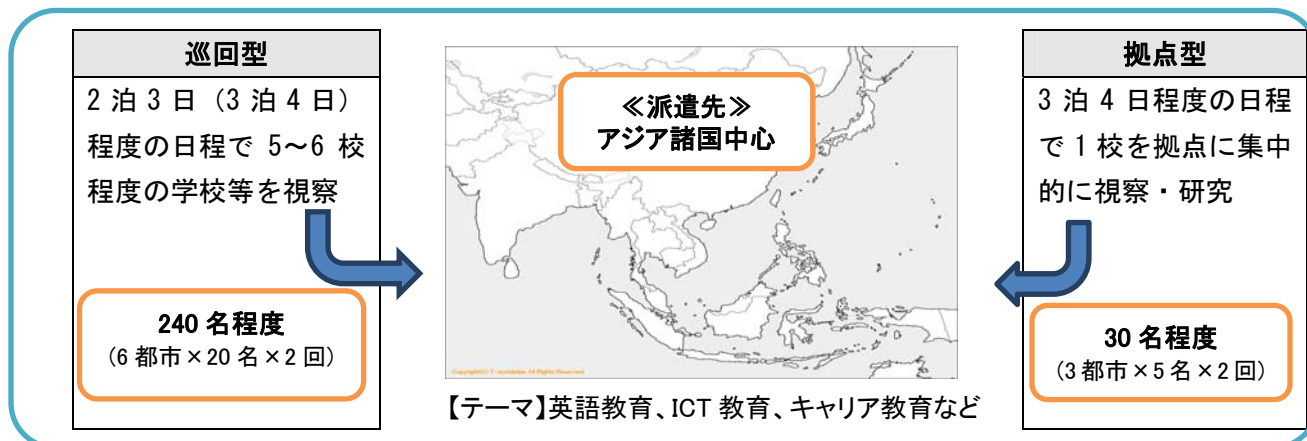 巡回型
2 泊 3 日（3 泊 4 日）
程度の日程で 5～6 校
程度の学校等を視察
240 名程度
（6 都市×20 名×2 回）
≪派遣先≫
アジア諸国中心
【テーマ】英語教育、ICT 教育、キャリア教育など
拠点型
3 泊 4 日程度の日程
で 1 校を拠点に集中
的に視察・研究
30 名程度
（3 都市×5 名×2 回）